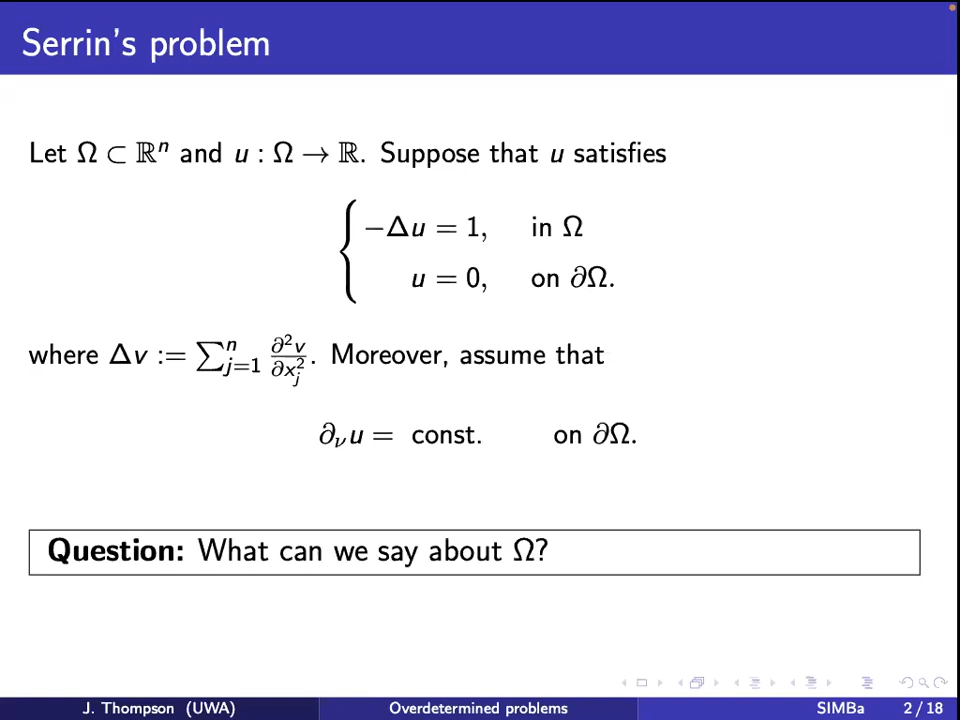 Serrin's problem
Let Ω ⊂ ℝⁿ and u : Ω → ℝ. Suppose that u satisfies
−Δu = 1, in Ω
u = 0, on ∂Ω.
where Δv := ∑ⁿⱼ₌₁ ∂²v/∂xⱼ². Moreover, assume that
∂ᵥu = const. on ∂Ω.
Question: What can we say about Ω?
J. Thompson (UWA) Overdetermined problems SIMBa 2 / 18